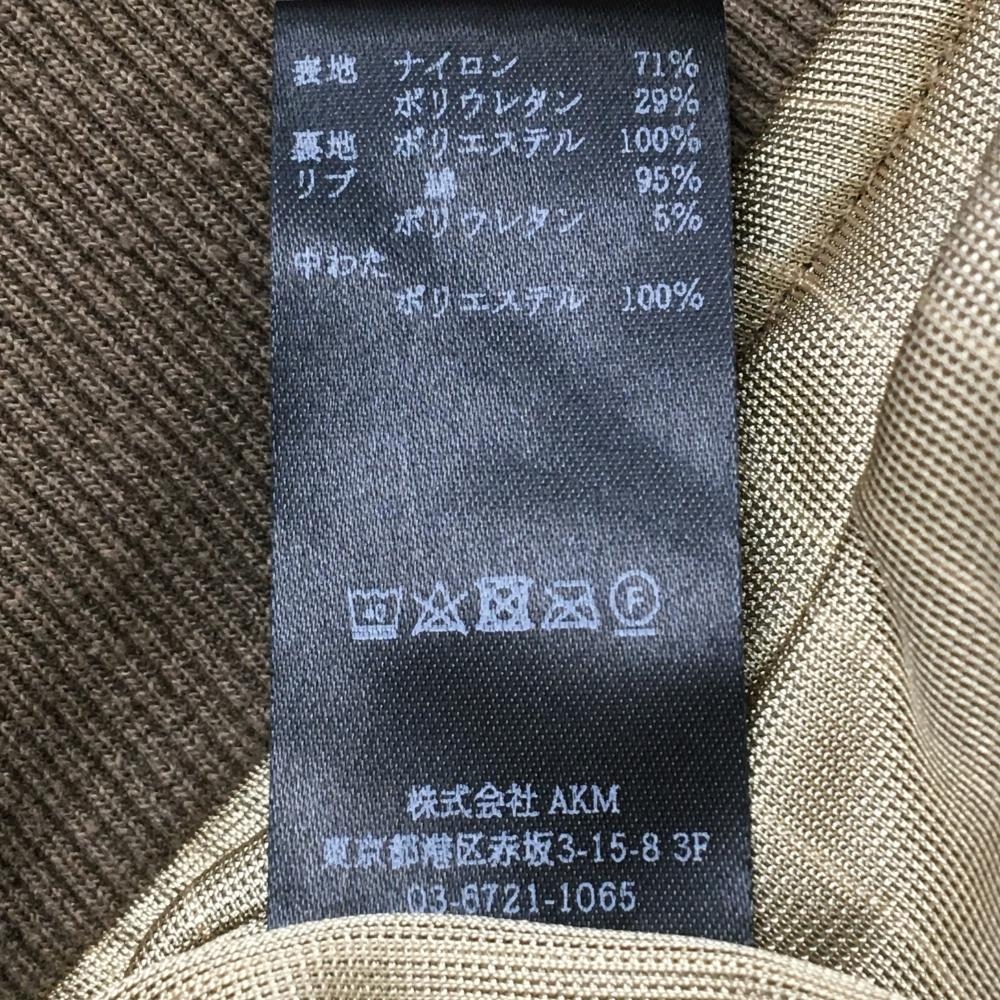 表地 ナイロン 71%
ポリウレタン 29%
裏地 ポリエステル 100%
リブ 綿 95%
ポリウレタン 5%
中わた
ポリエステル 100%
F
株式会社 AKM
東京都港区赤坂3-15-8 3F
03-6721-1065